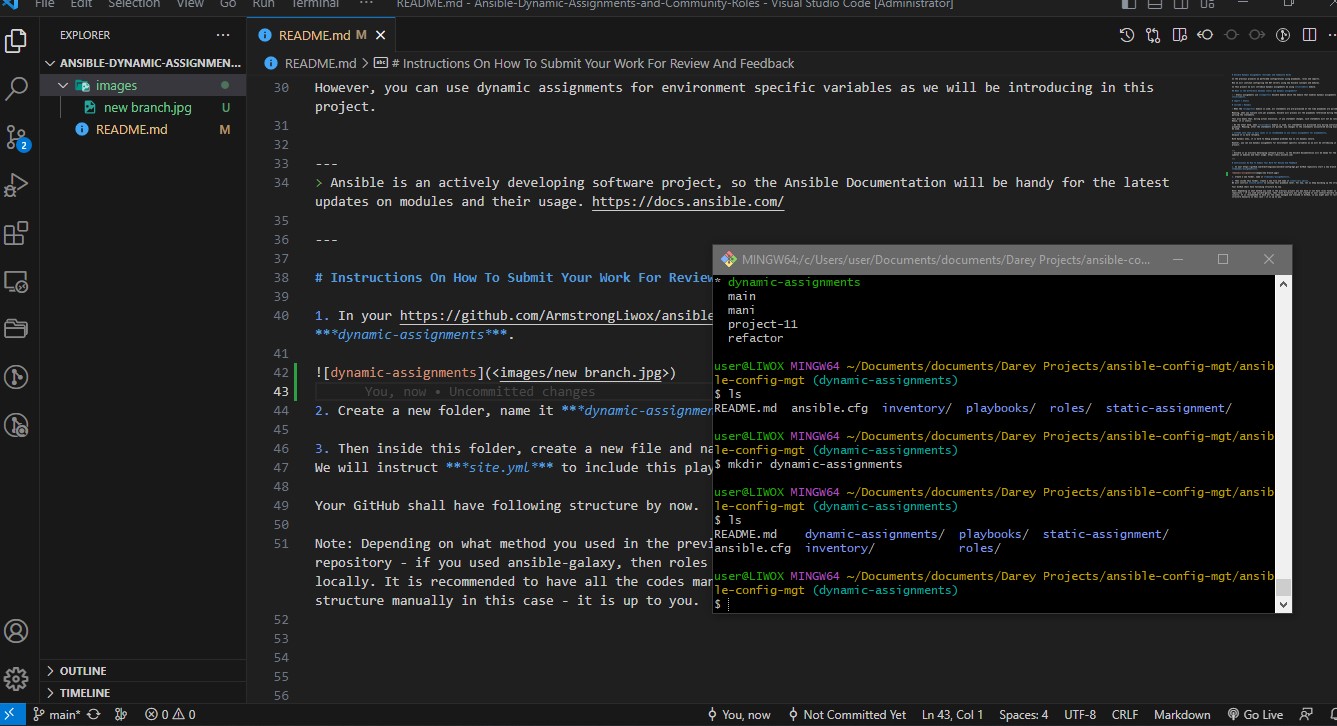 File Edit Selection View Go Run Terminal ··· README.md - Ansible-Dynamic-Assignments-and-Community-Roles - Visual Studio Code [Administrator]
EXPLORER ···
ANSIBLE-DYNAMIC-ASSIGNMEN...
images
new branch.jpg U
README.md M
2
README.md M
README.md > # Instructions On How To Submit Your Work For Review And Feedback
30 However, you can use dynamic assignments for environment specific variables as we will be introducing in this
project.
31
32
33 ---
34 > Ansible is an actively developing software project, so the Ansible Documentation will be handy for the latest
updates on modules and their usage. https://docs.ansible.com/
35
36 ---
37
38 # Instructions On How To Submit Your Work For Review
39
40 1. In your https://github.com/ArmstrongLiwox/ansible
***dynamic-assignments***.
41
42 ![dynamic-assignments](<images/new branch.jpg>)
43 You, now • Uncommitted changes
44 2. Create a new folder, name it ***dynamic-assignmen
45
46 3. Then inside this folder, create a new file and na
47 We will instruct ***site.yml*** to include this play
48
49 Your GitHub shall have following structure by now.
50
51 Note: Depending on what method you used in the previ
repository - if you used ansible-galaxy, then roles
locally. It is recommended to have all the codes man
structure manually in this case - it is up to you.
52
53
54
55
56
MINGW64:/c/Users/user/Documents/documents/Darey Projects/ansible-co...
* dynamic-assignments
main
mani
project-11
refactor
user@LIWOX MINGW64 ~/Documents/documents/Darey Projects/ansible-config-mgt/ansib
le-config-mgt (dynamic-assignments)
$ ls
README.md ansible.cfg inventory/ playbooks/ roles/ static-assignment/
user@LIWOX MINGW64 ~/Documents/documents/Darey Projects/ansible-config-mgt/ansib
le-config-mgt (dynamic-assignments)
$ mkdir dynamic-assignments
user@LIWOX MINGW64 ~/Documents/documents/Darey Projects/ansible-config-mgt/ansib
le-config-mgt (dynamic-assignments)
$ ls
README.md dynamic-assignments/ playbooks/ static-assignment/
ansible.cfg inventory/ roles/
user@LIWOX MINGW64 ~/Documents/documents/Darey Projects/ansible-config-mgt/ansib
le-config-mgt (dynamic-assignments)
$
OUTLINE
TIMELINE
main* 0 0 You, now Not Committed Yet Ln 43, Col 1 Spaces: 4 UTF-8 CRLF Markdown Go Live